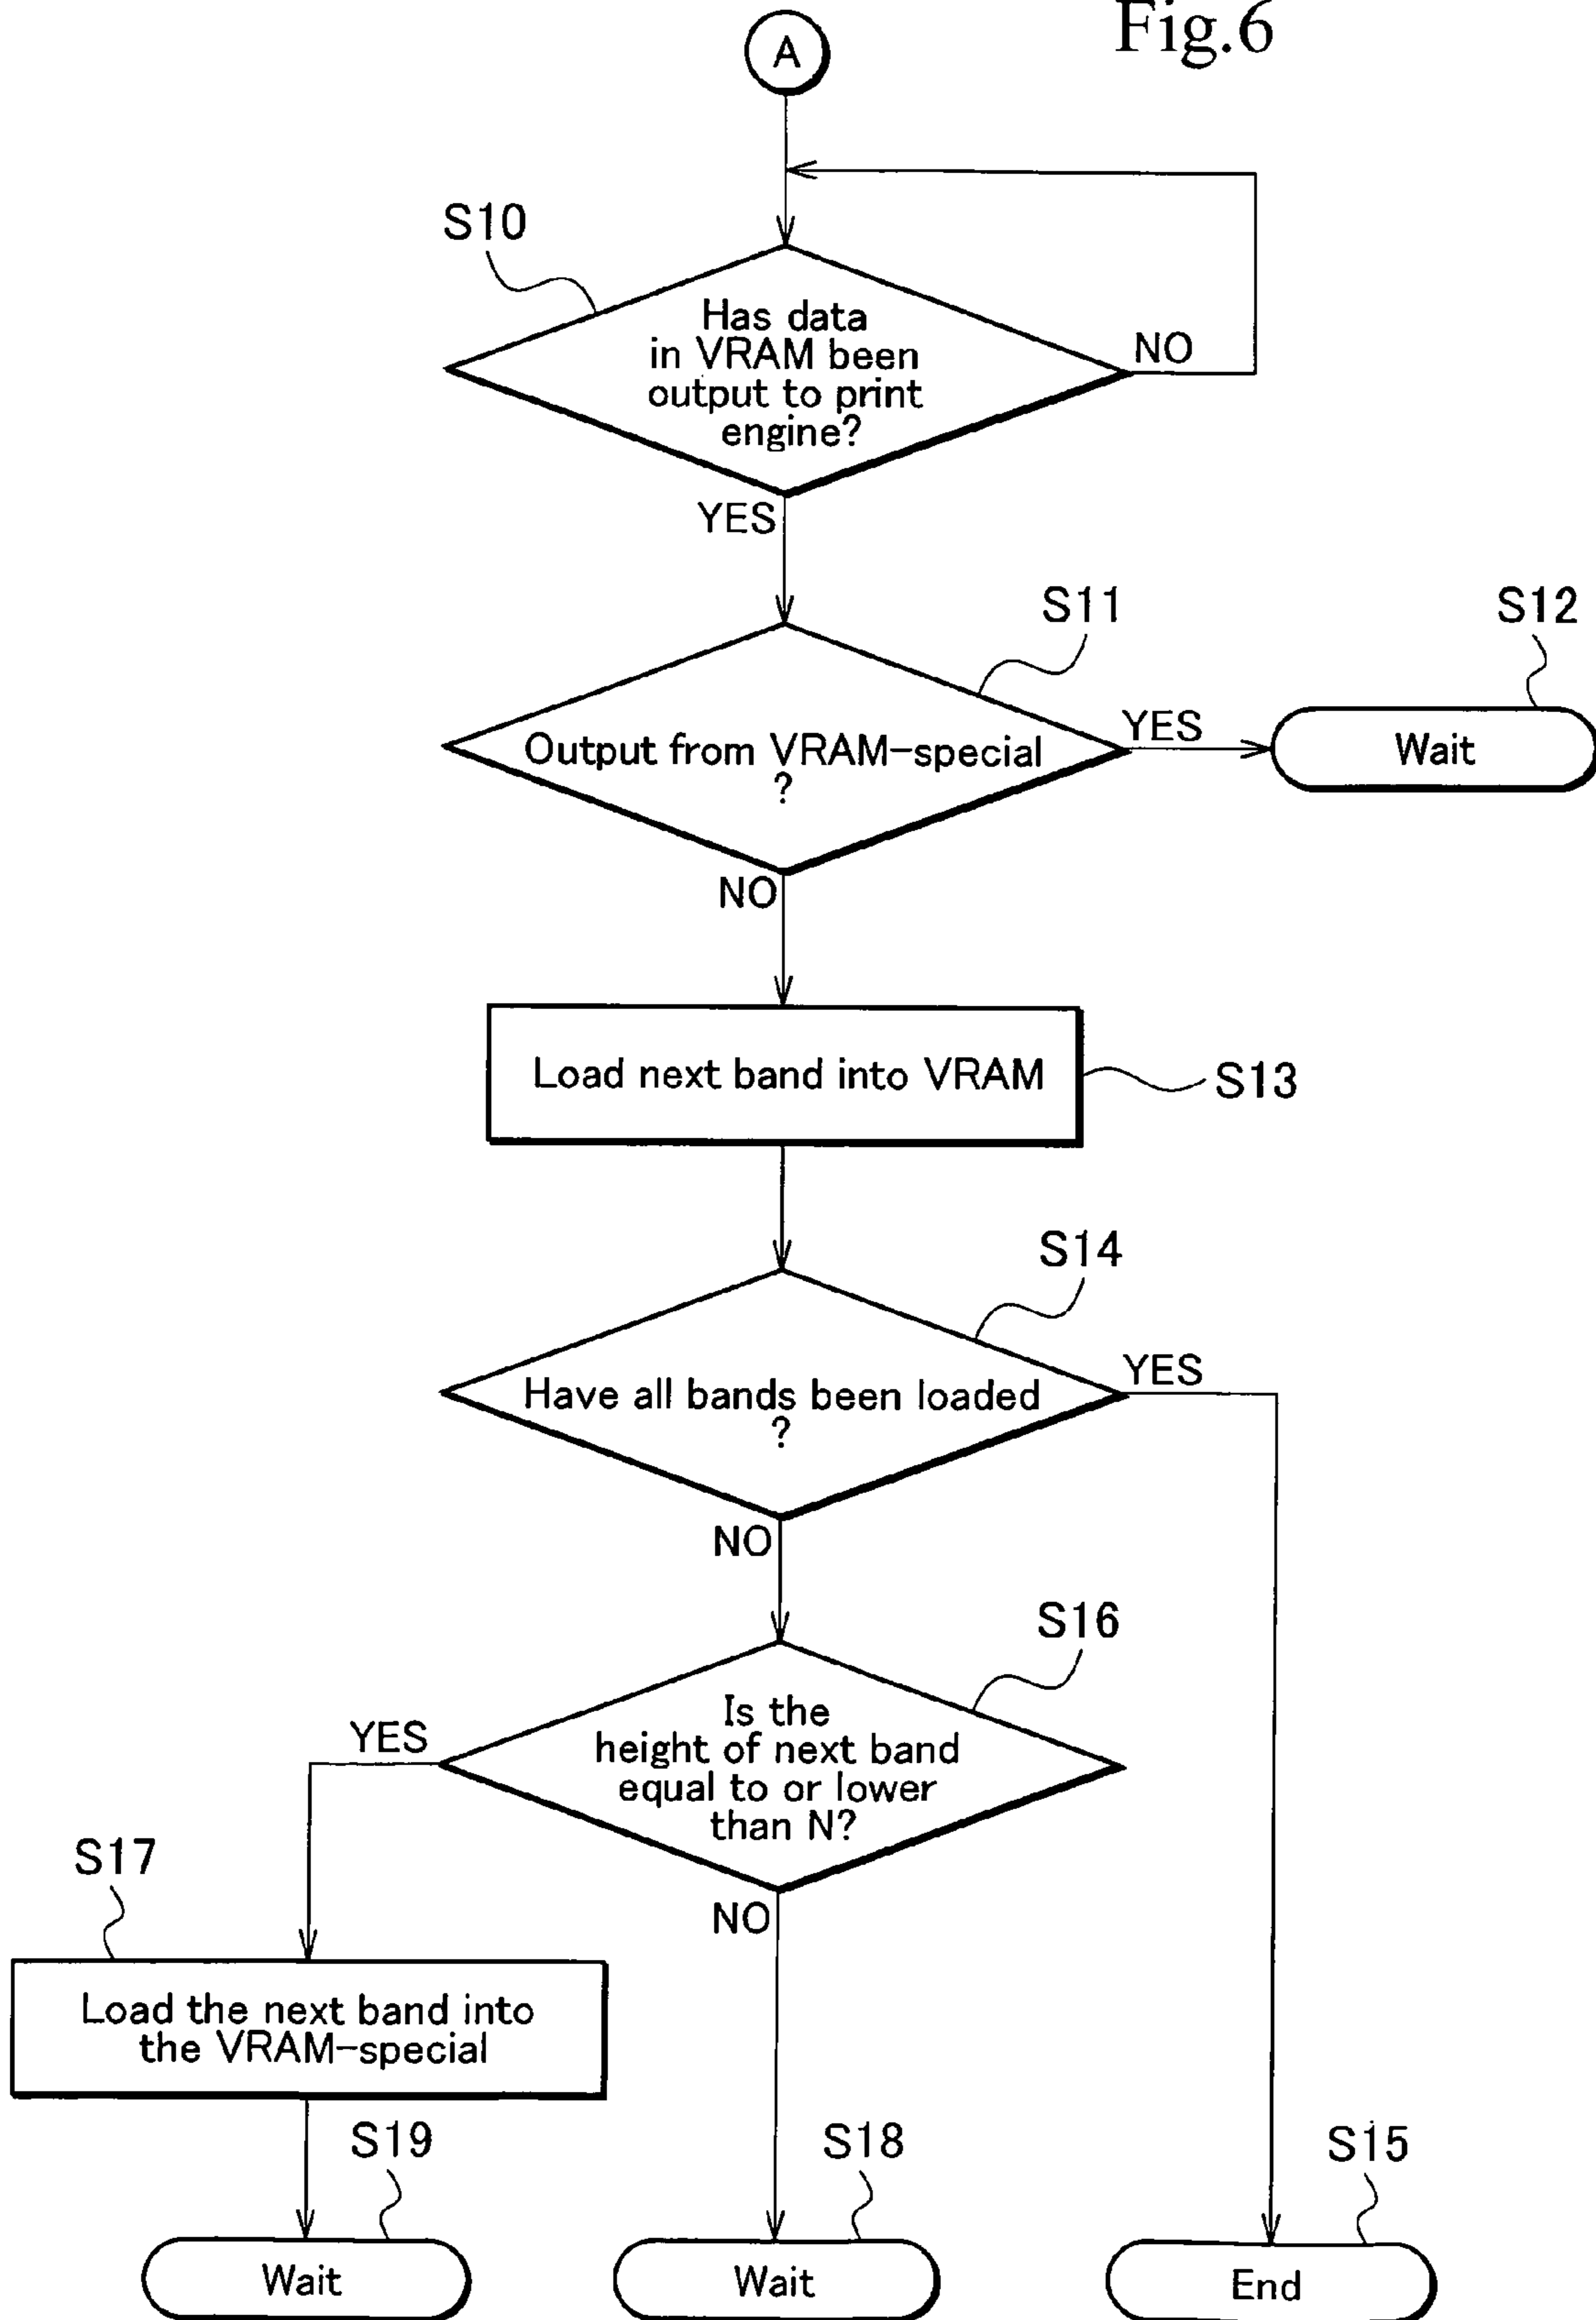 Fig.6
A
S10
Has data
in VRAM been
output to print
engine?
NO
YES
S11
S12
Output from VRAM-special
?
YES
Wait
NO
Load next band into VRAM
S13
S14
Have all bands been loaded
?
YES
NO
S16
Is the
height of next band
equal to or lower
than N?
YES
NO
S17
Load the next band into
the VRAM-special
S19
S18
S15
Wait
Wait
End